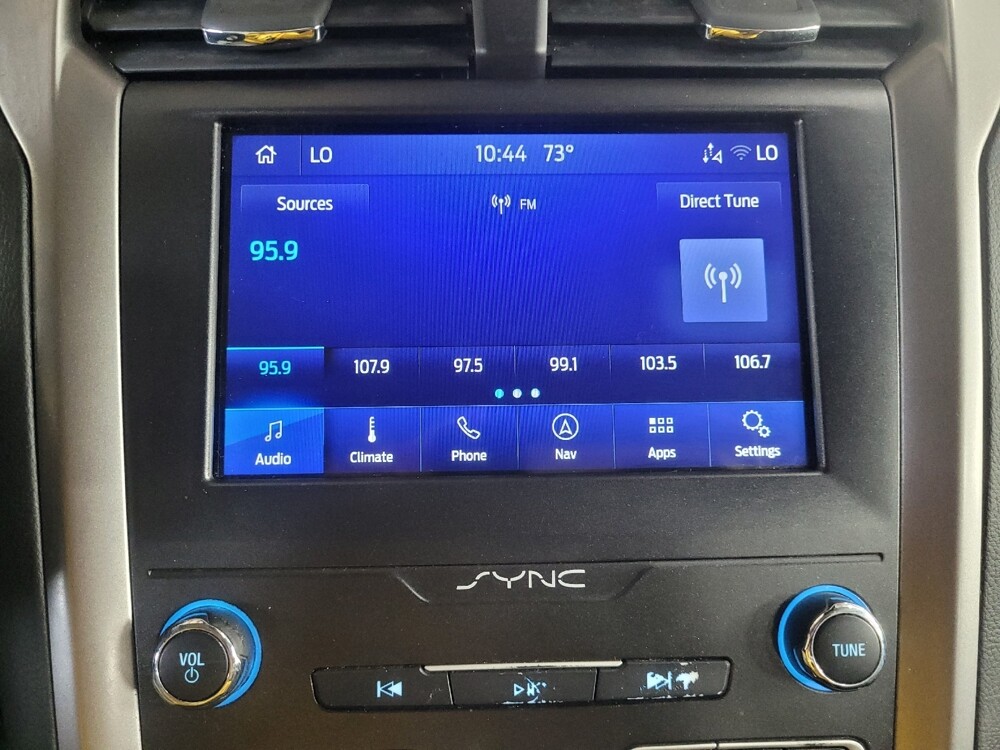 LO 10:44 73° LO
Sources FM Direct Tune
95.9
95.9 107.9 97.5 99.1 103.5 106.7
Audio Climate Phone Nav Apps Settings
SYNC
VOL
TUNE